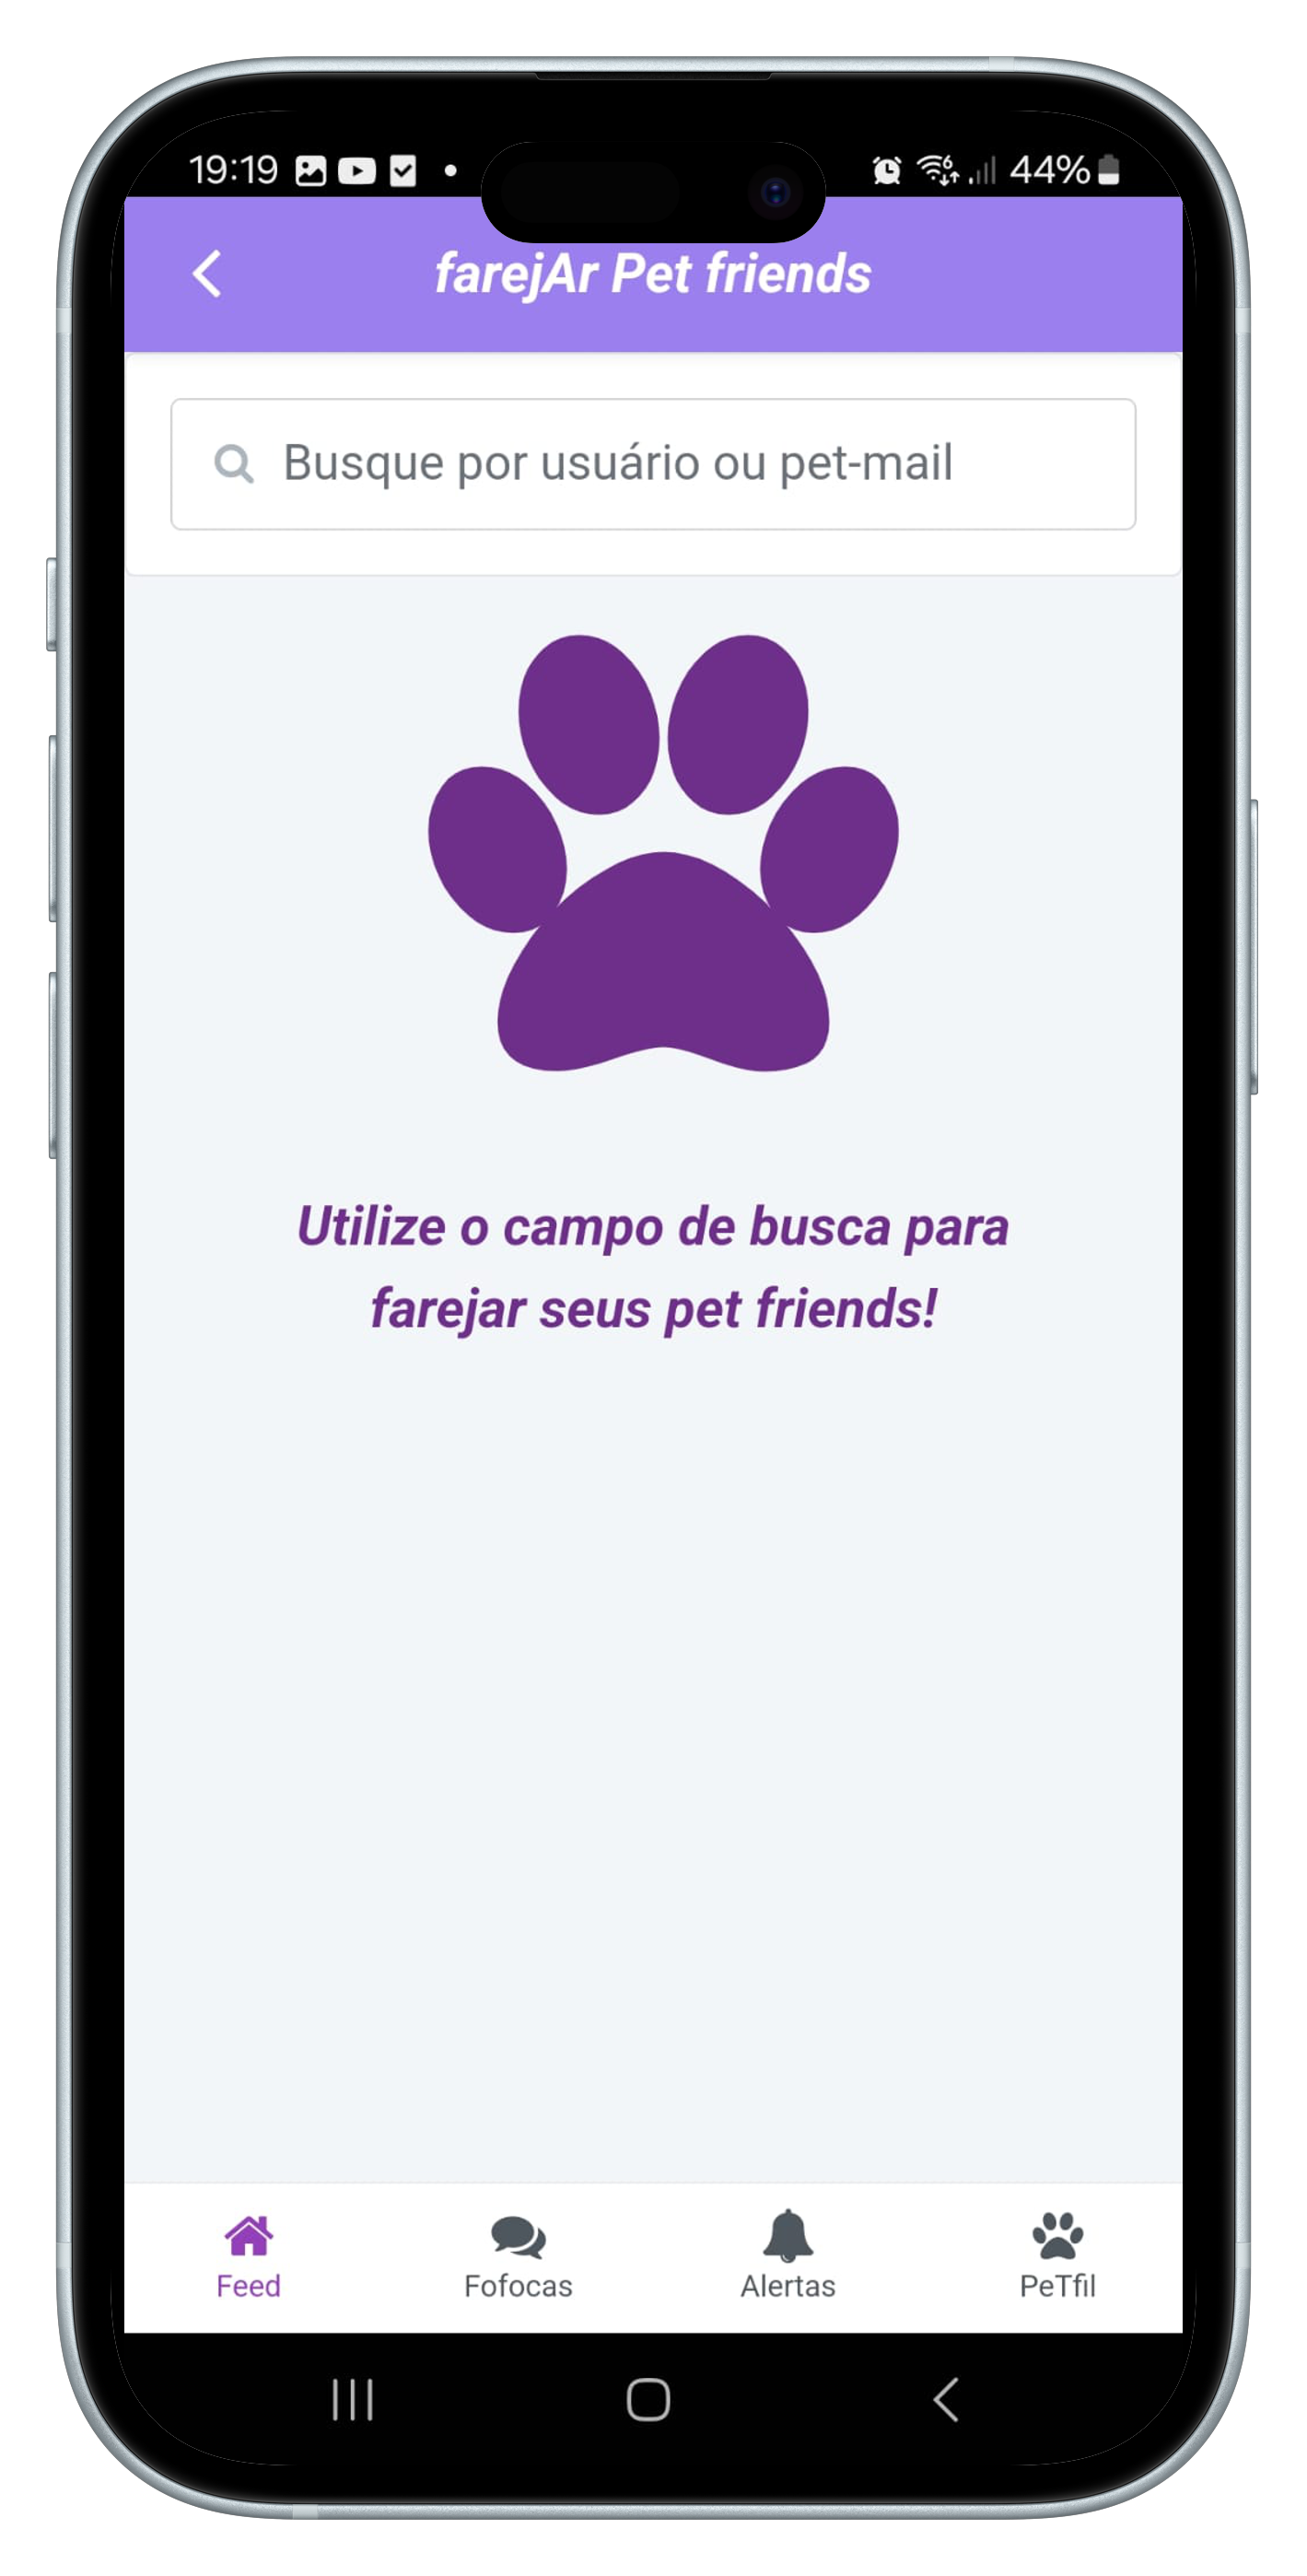 19:19 44%
farejAr Pet friends
Busque por usuário ou pet-mail
Utilize o campo de busca para
farejar seus pet friends!
Feed Fofocas Alertas PeTfil